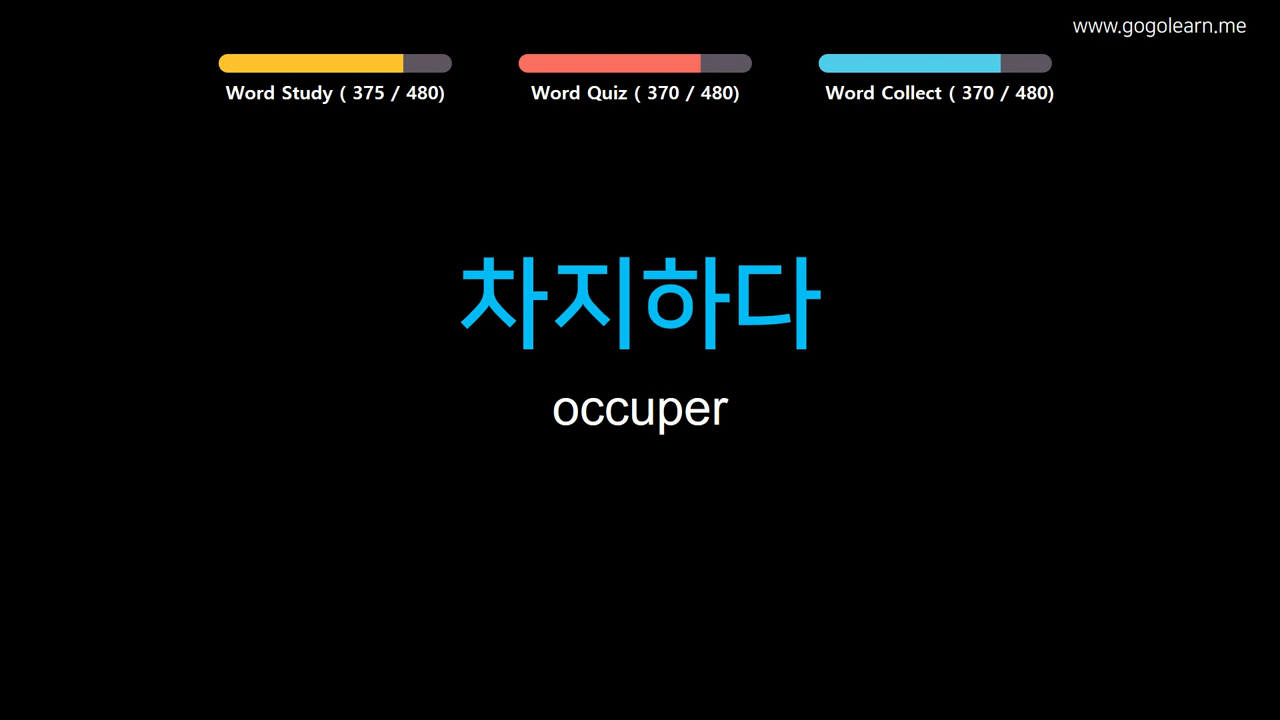 www.gogolearn.me
Word Study ( 375 / 480)
Word Quiz ( 370 / 480)
Word Collect ( 370 / 480)
차지하다
occuper